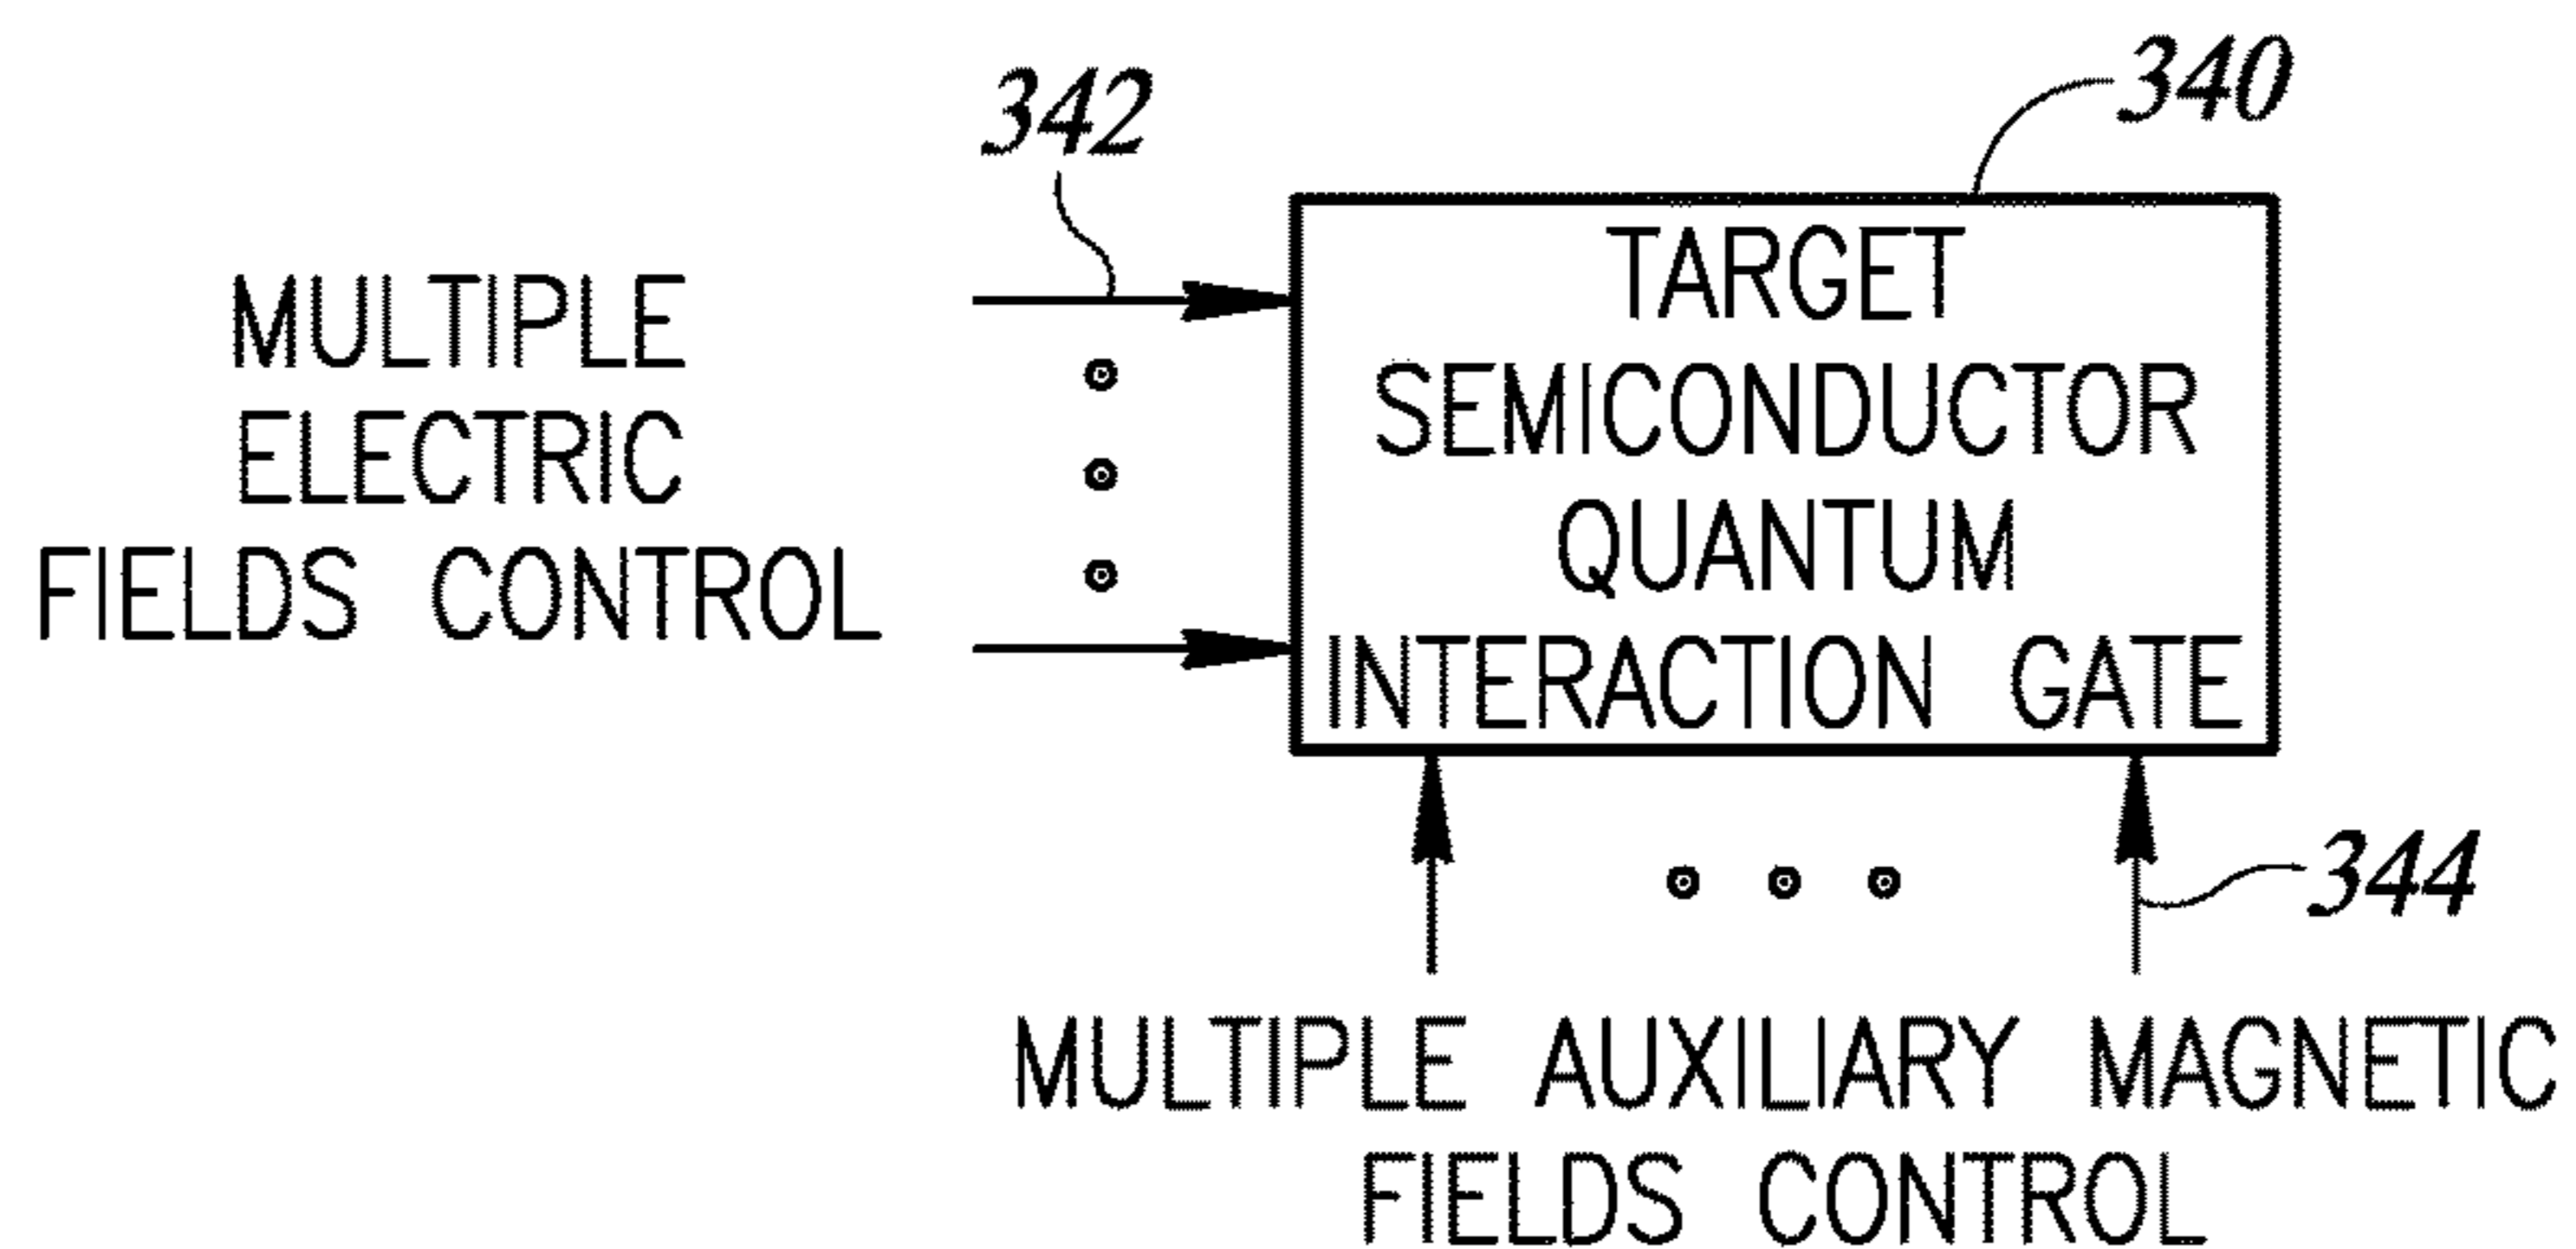 342
340
MULTIPLE
ELECTRIC
FIELDS CONTROL
TARGET
SEMICONDUCTOR
QUANTUM
INTERACTION GATE
344
MULTIPLE AUXILIARY MAGNETIC
FIELDS CONTROL